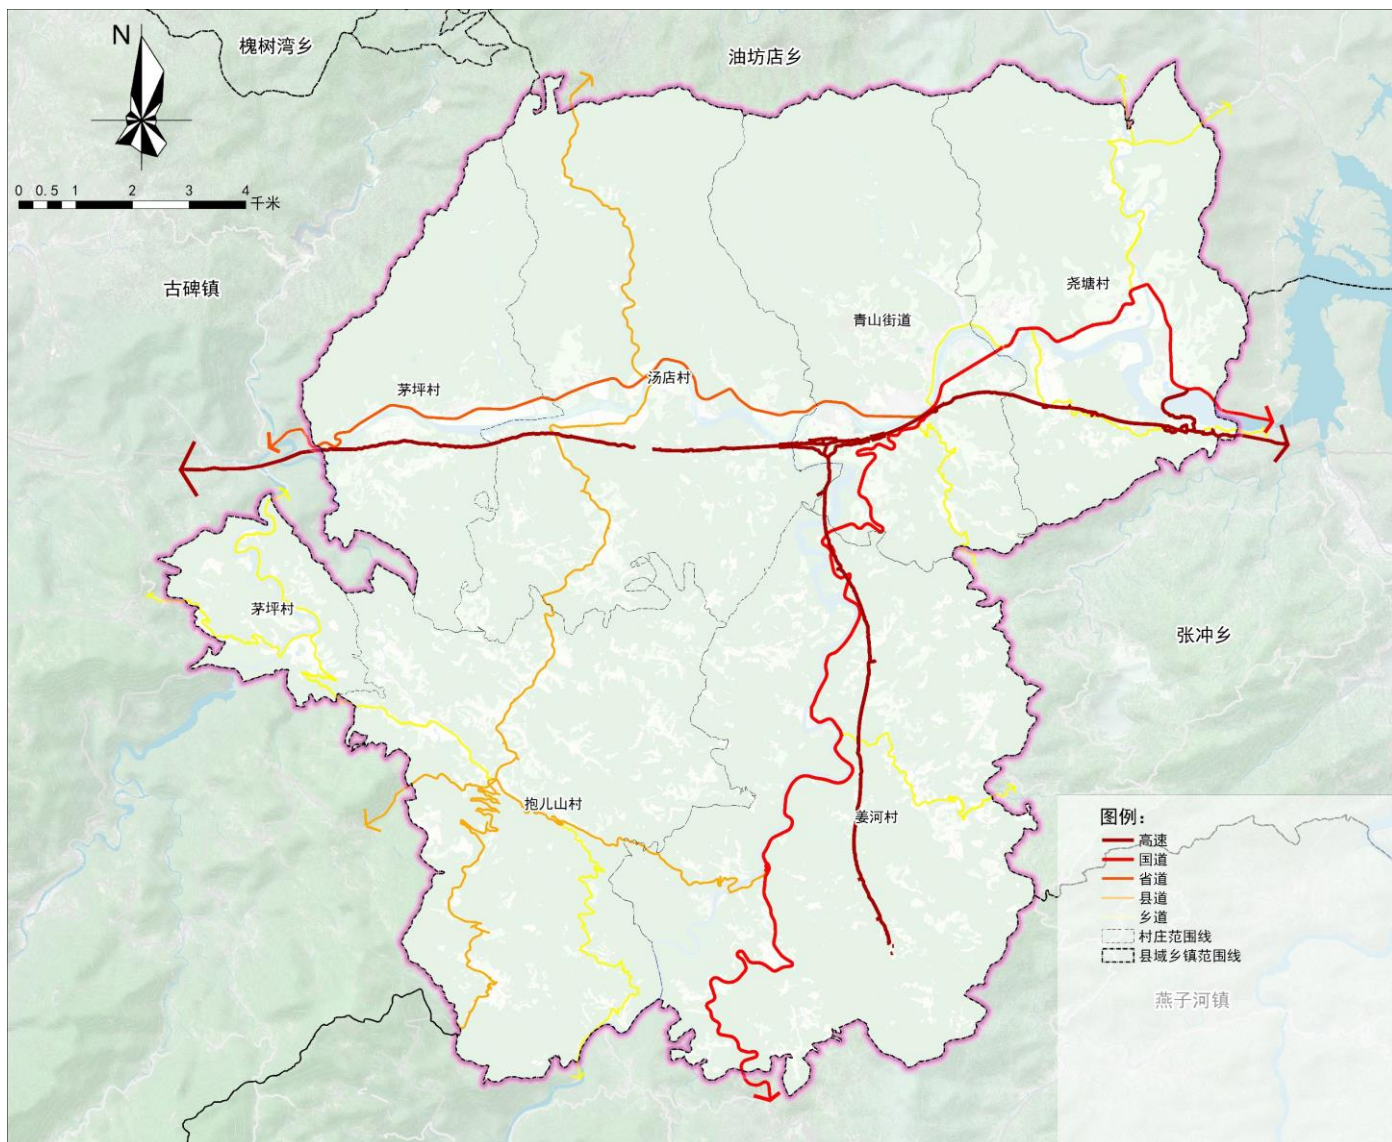 N
槐树湾乡
油坊店乡
0 0.5 1 2 3 4
千米
古碑镇
尧塘村
青山街道
汤店村
茅坪村
茅坪村
张冲乡
抱儿山村
姜河村
图例：
高速
国道
省道
县道
乡道
村庄范围线
县域乡镇范围线
燕子河镇